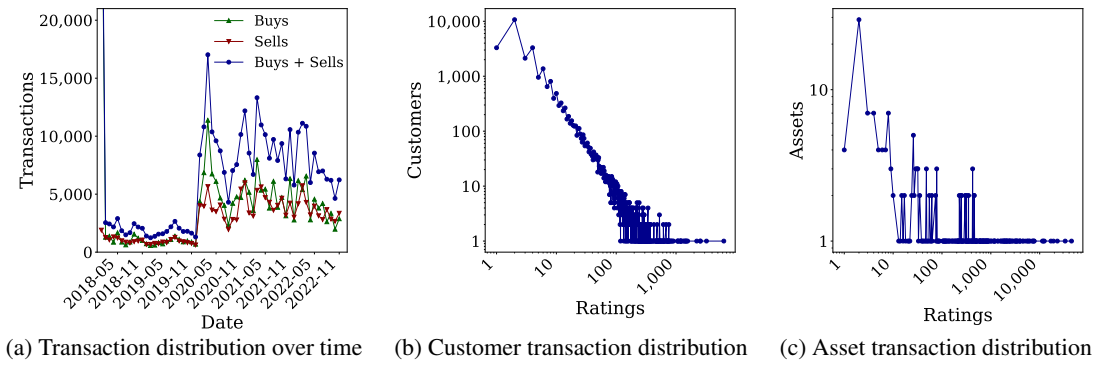 20,000
15,000
10,000
5,000
0
Transactions
Buys
Sells
Buys + Sells
2018-05
2018-11
2019-05
2019-11
2020-05
2020-11
2021-05
2021-11
2022-05
2022-11
Date
(a) Transaction distribution over time
10,000
1,000
100
10
1
Customers
1
10
100
1,000
Ratings
(b) Customer transaction distribution
10
1
Assets
1
10
100
1,000
10,000
Ratings
(c) Asset transaction distribution